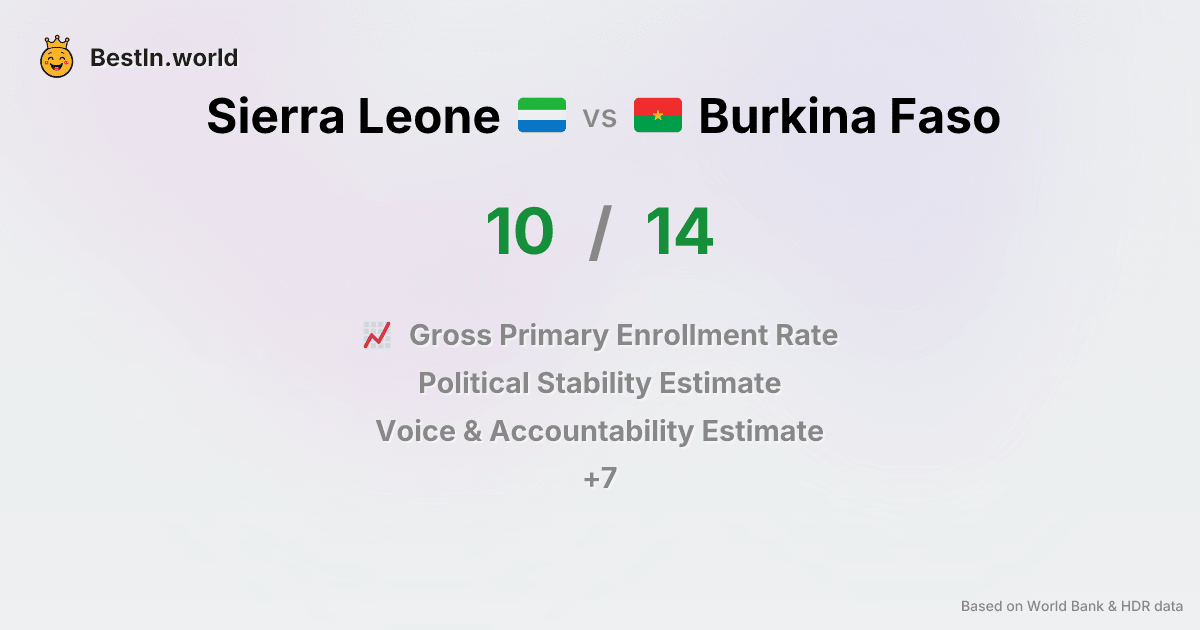 BestIn.world
Sierra Leone vs Burkina Faso
10 / 14
Gross Primary Enrollment Rate
Political Stability Estimate
Voice & Accountability Estimate
+7
Based on World Bank & HDR data